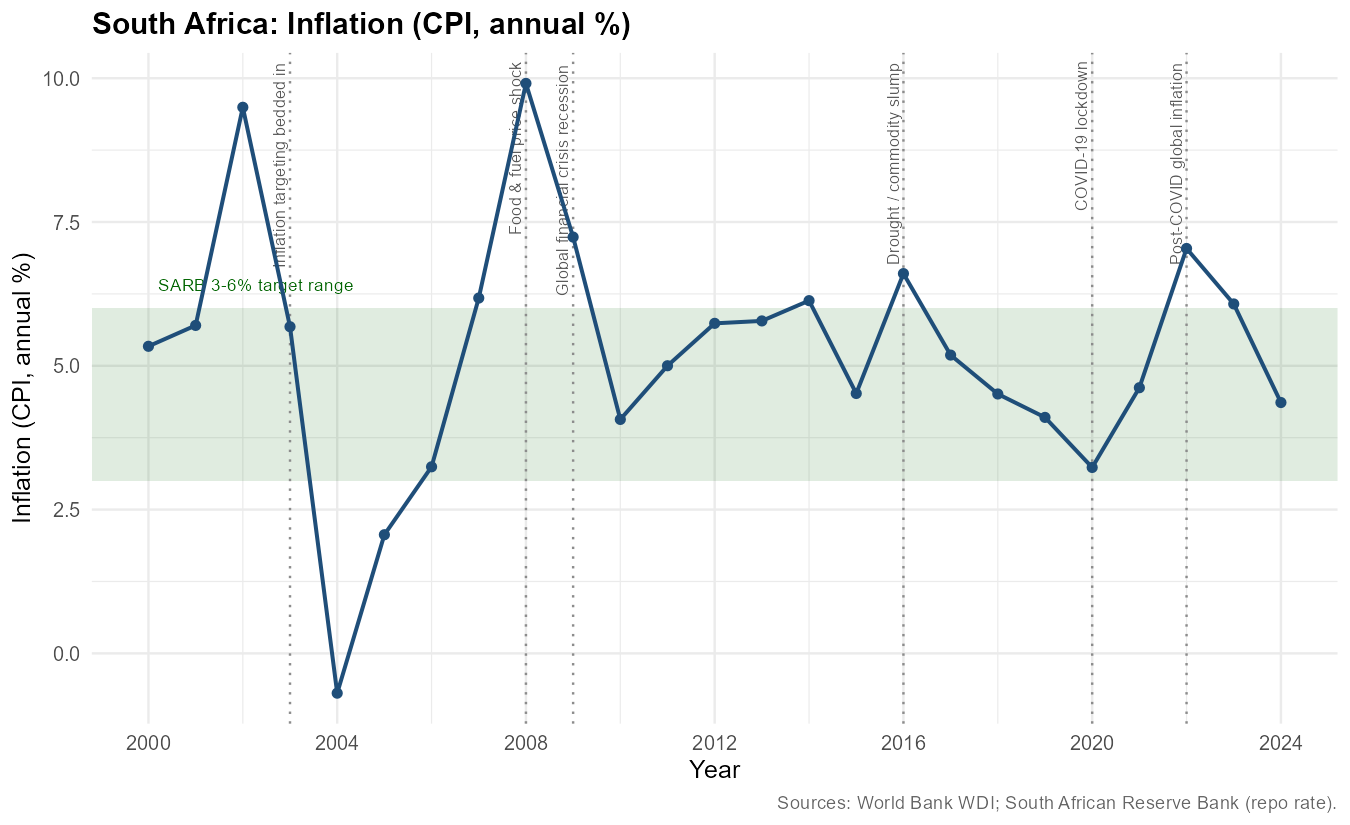 South Africa: Inflation (CPI, annual %)
Inflation (CPI, annual %)
10.0
7.5
5.0
2.5
0.0
Inflation targeting bedded in
Food & fuel price shock
Global financial crisis recession
Drought / commodity slump
COVID-19 lockdown
Post-COVID global inflation
SARB 3-6% target range
2000
2004
2008
2012
2016
2020
2024
Year
Sources: World Bank WDI; South African Reserve Bank (repo rate).